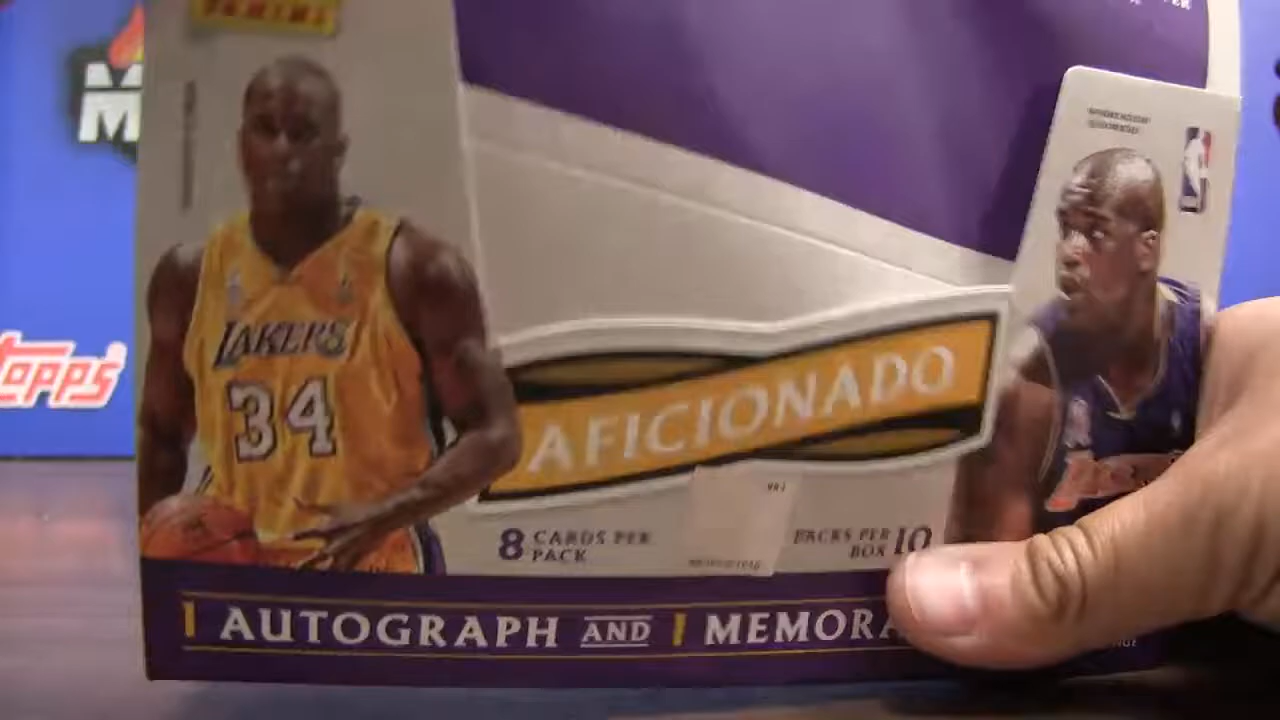 PANINI
M
TOPPS
LAKERS
34
AFICIONADO
8 CARDS PER
PACK
PACKS PER
BOX 10
1 AUTOGRAPH AND 1 MEMORA